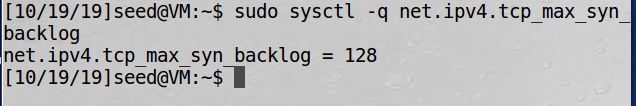 [10/19/19]seed@VM:~$ sudo sysctl -q net.ipv4.tcp_max_syn_
backlog
net.ipv4.tcp_max_syn_backlog = 128
[10/19/19]seed@VM:~$